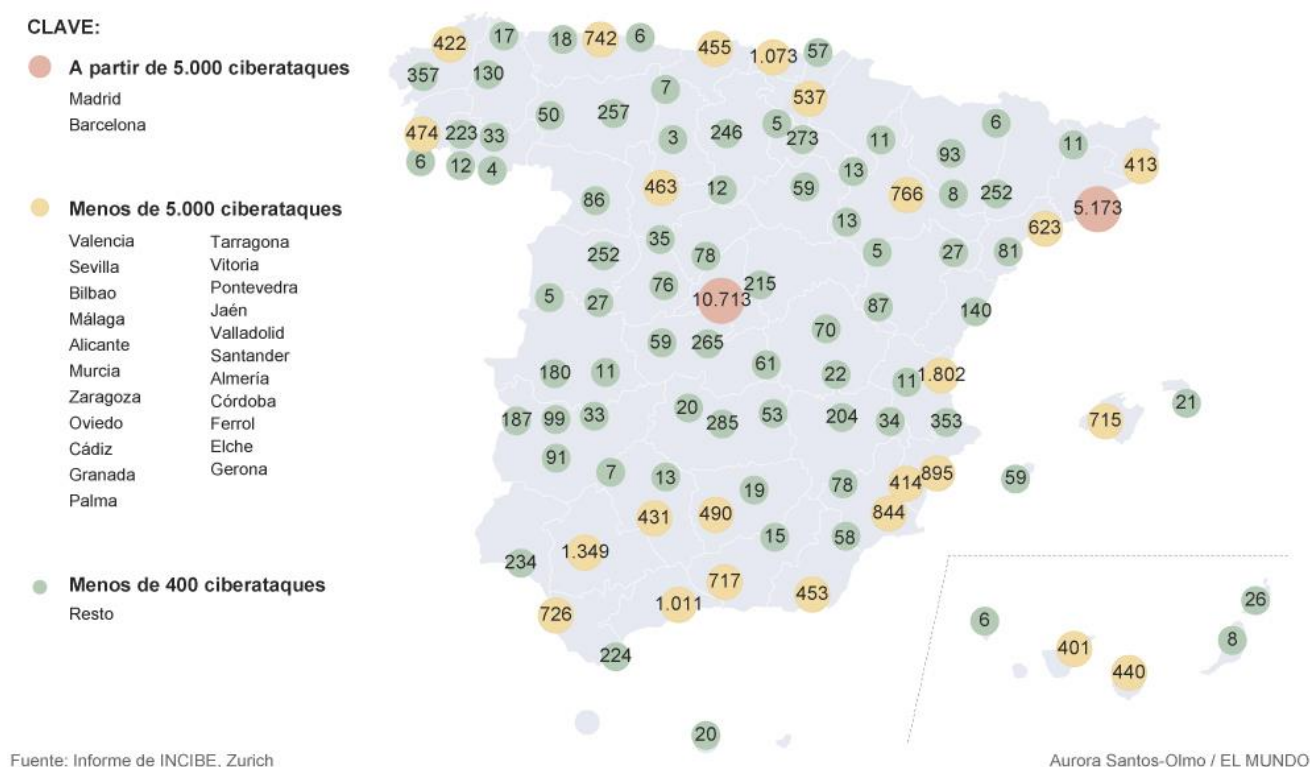 CLAVE:
A partir de 5.000 ciberataques
Madrid
Barcelona
Menos de 5.000 ciberataques
Valencia
Sevilla
Bilbao
Málaga
Alicante
Murcia
Zaragoza
Oviedo
Cádiz
Granada
Palma
Tarragona
Vitoria
Pontevedra
Jaén
Valladolid
Santander
Almería
Córdoba
Ferrol
Elche
Gerona
Menos de 400 ciberataques
Resto
422 17 18 742 6 455 1.073 57
357 130 7 537
50 257 5 6
474 223 33 3 246 273 11 93 11
6 12 4 13 413
86 463 12 59 766 8 252 5.173
13 623
252 35 78 5 27 81
5 27 76 10.713 215 87 140
59 265 70
180 11 61 22 11 1.802
187 99 33 20 285 53 204 34 353 715 21
91 7 13 19 78 414 895 59
431 490 844
234 1.349 15 58
726 1.011 717 453
224
20
6 401 440 8 26
Fuente: Informe de INCIBE, Zurich
Aurora Santos-Olmo / EL MUNDO